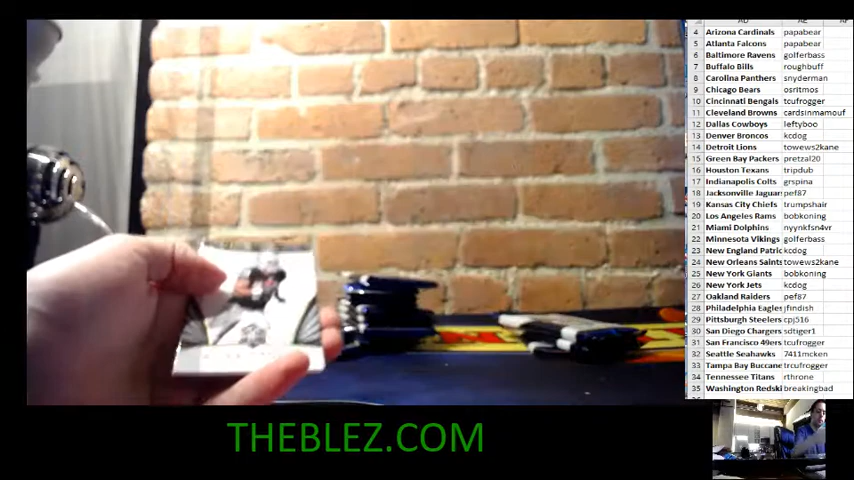 AD AE AF
4 Arizona Cardinals papabear
5 Atlanta Falcons papabear
6 Baltimore Ravens golferbass
7 Buffalo Bills roughbuff
8 Carolina Panthers snyderman
9 Chicago Bears osritmos
10 Cincinnati Bengals tcufrogger
11 Cleveland Browns cardsinmamouf
12 Dallas Cowboys leftyboo
13 Denver Broncos kcdog
14 Detroit Lions towews2kane
15 Green Bay Packers pretzal20
16 Houston Texans tripdub
17 Indianapolis Colts grspina
18 Jacksonville Jaguar pef87
19 Kansas City Chiefs trumpshair
20 Los Angeles Rams bobkoning
21 Miami Dolphins nyynkfsn4vr
22 Minnesota Vikings golferbass
23 New England Patric kcdog
24 New Orleans Saints towews2kane
25 New York Giants bobkoning
26 New York Jets kcdog
27 Oakland Raiders pef87
28 Philadelphia Eagles jfindish
29 Pittsburgh Steelers cpj516
30 San Diego Chargers sdtiger1
31 San Francisco 49ers tcufrogger
32 Seattle Seahawks 7411mcken
33 Tampa Bay Buccane trcufrogger
34 Tennessee Titans rthrone
35 Washington Redski breakingbad
THEBLEZ.COM